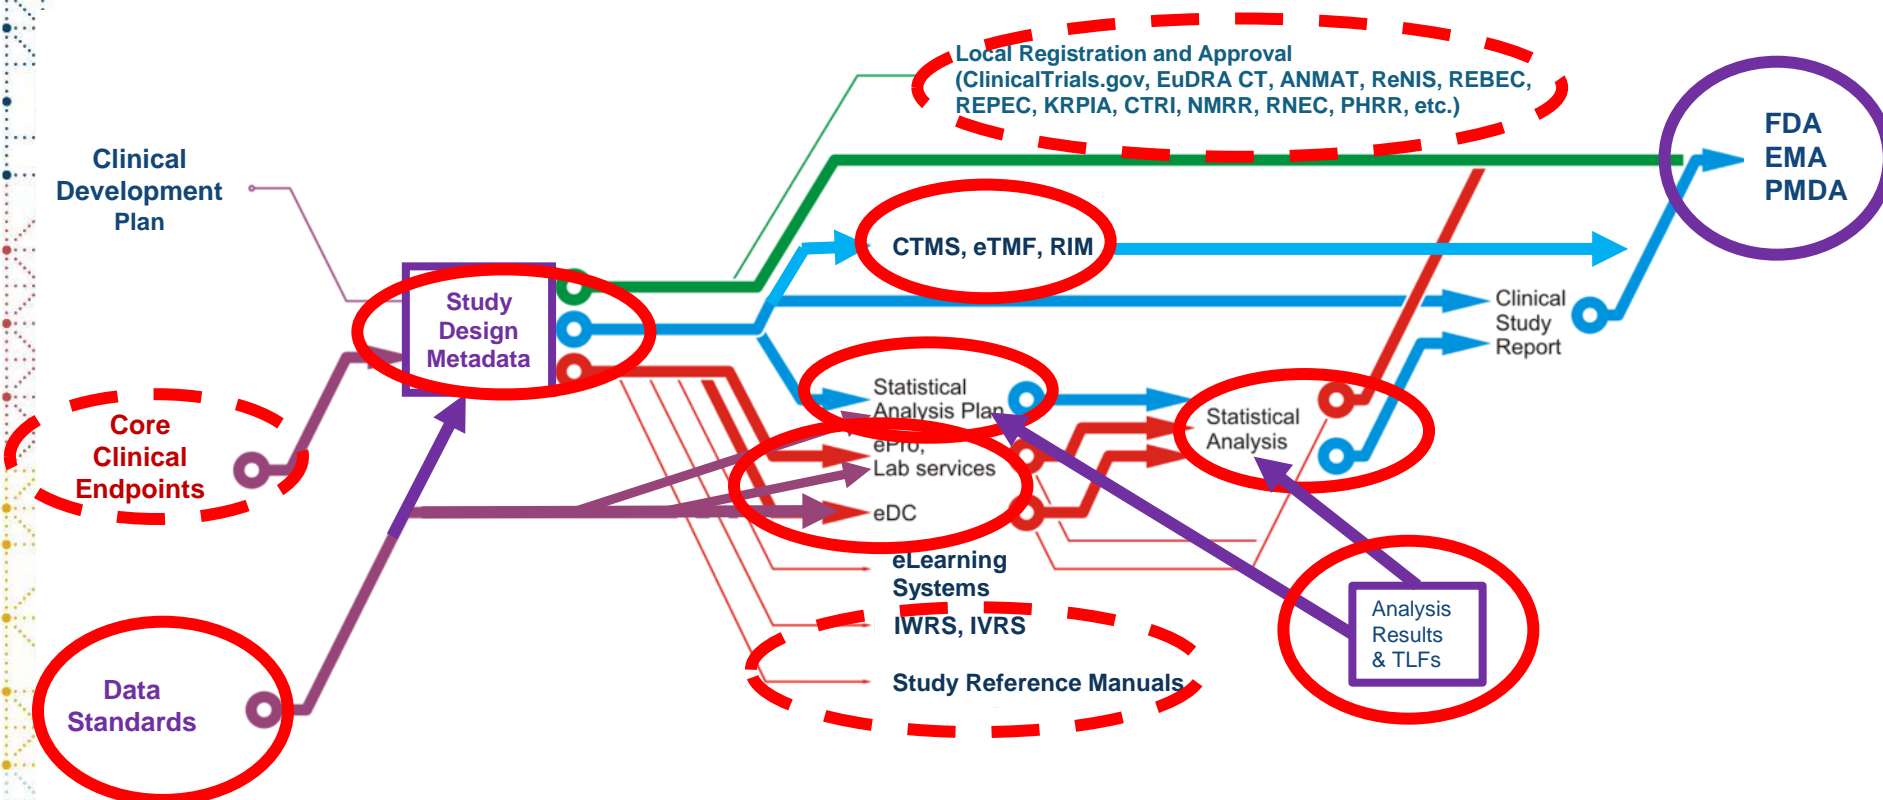 Local Registration and Approval
(ClinicalTrials.gov, EuDRA CT, ANMAT, ReNIS, REBEC,
REPEC, KRPIA, CTRI, NMRR, RNEC, PHRR, etc.)
FDA
EMA
PMDA
Clinical
Development
Plan
CTMS, eTMF, RIM
Study
Design
Metadata
Clinical
Study
Report
Statistical
Analysis Plan
Statistical
Analysis
Core
Clinical
Endpoints
ePro,
Lab services
eDC
eLearning
Systems
IWRS, IVRS
Study Reference Manuals
Analysis
Results
& TLFs
Data
Standards